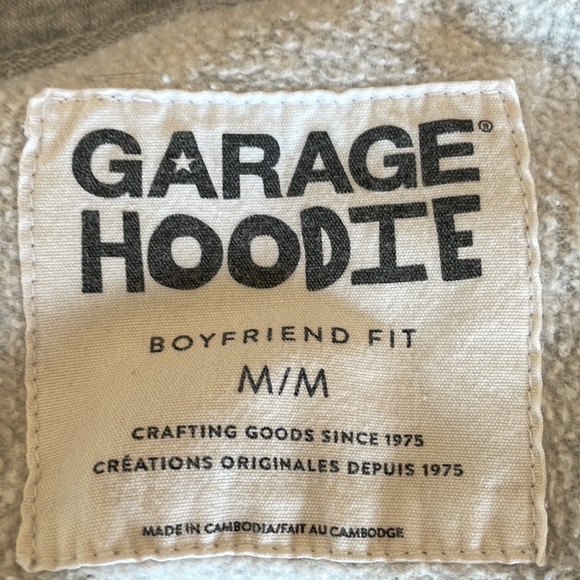 GARAGE®
HOODIE
BOYFRIEND FIT
M/M
CRAFTING GOODS SINCE 1975
CRÉATIONS ORIGINALES DEPUIS 1975
MADE IN CAMBODIA/FAIT AU CAMBODGE